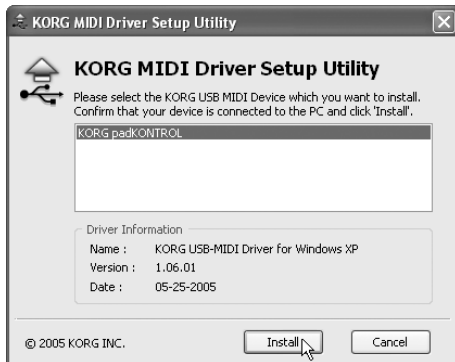 KORG MIDI Driver Setup Utility
KORG MIDI Driver Setup Utility
Please select the KORG USB MIDI Device which you want to install.
Confirm that your device is connected to the PC and click 'Install'.
KORG padKONTROL
Driver Information
Name : KORG USB-MIDI Driver for Windows XP
Version : 1.06.01
Date : 05-25-2005
© 2005 KORG INC. Install Cancel